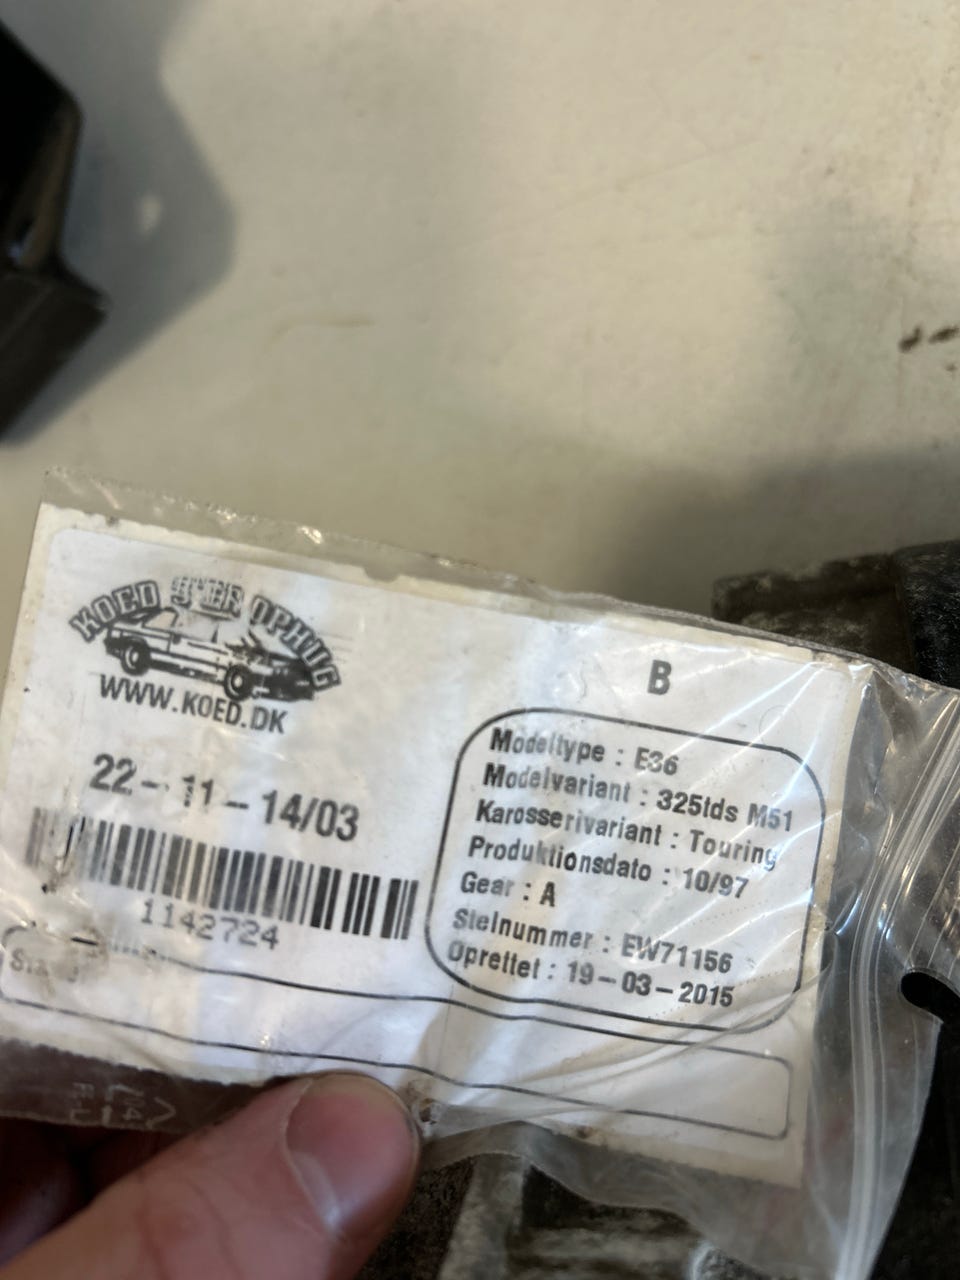 KOED OPHUG
WWW.KOED.DK
B
22-11-14/03
1142724
Modeltype : E36
Modelvariant : 325tds M51
Karosserivariant : Touring
Produktionsdato : 10/97
Gear : A
Stelnummer : EW71156
Oprettet : 19-03-2015